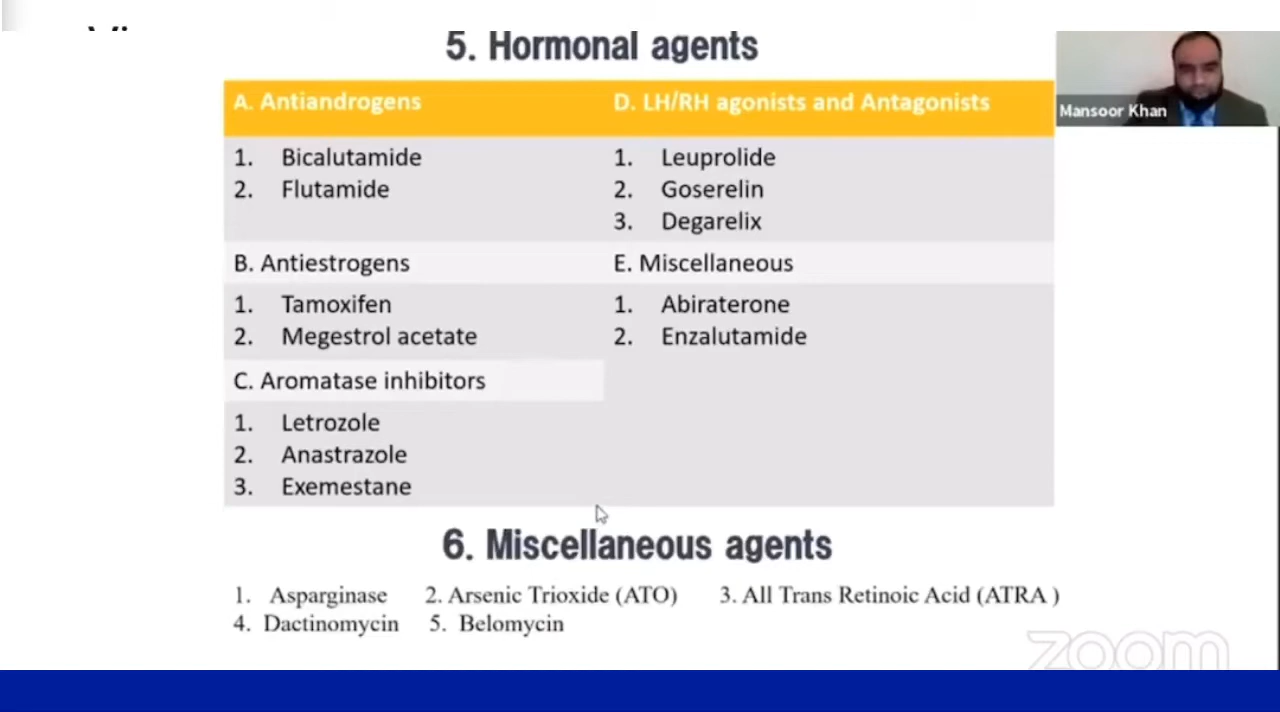 5. Hormonal agents
Mansoor Khan
A. Antiandrogens
1. Bicalutamide
2. Flutamide
B. Antiestrogens
1. Tamoxifen
2. Megestrol acetate
C. Aromatase inhibitors
1. Letrozole
2. Anastrazole
3. Exemestane
D. LH/RH agonists and Antagonists
1. Leuprolide
2. Goserelin
3. Degarelix
E. Miscellaneous
1. Abiraterone
2. Enzalutamide
6. Miscellaneous agents
1. Asparginase 2. Arsenic Trioxide (ATO) 3. All Trans Retinoic Acid (ATRA )
4. Dactinomycin 5. Belomycin
zoom